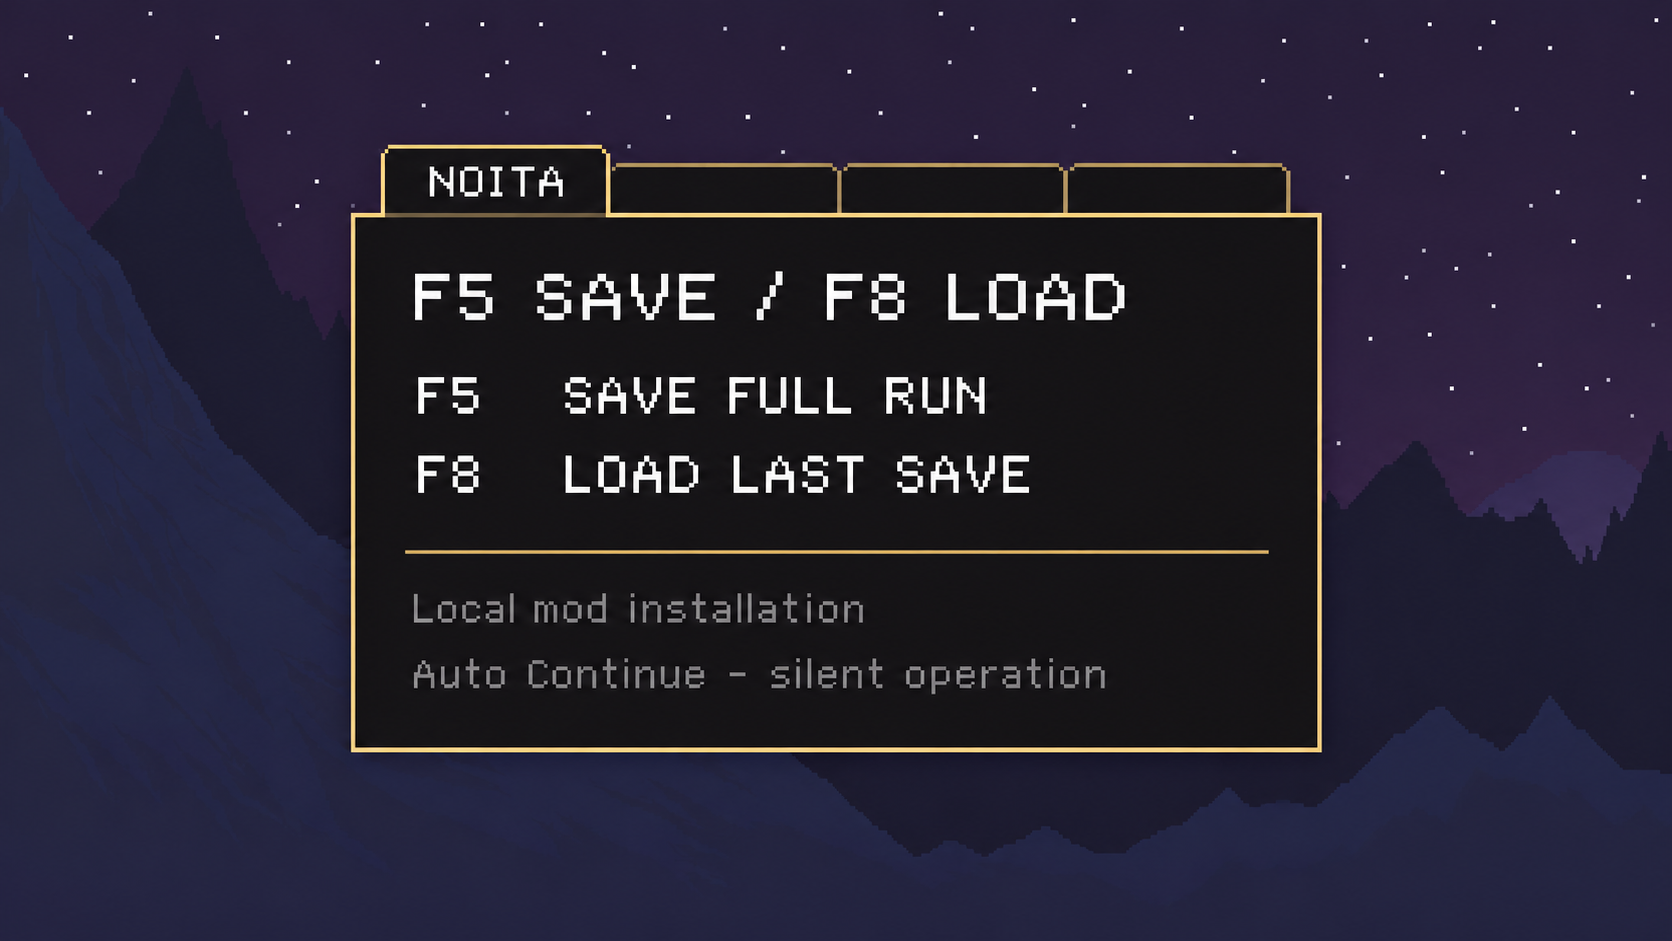 NOITA
F5 SAVE / F8 LOAD
F5 SAVE FULL RUN
F8 LOAD LAST SAVE
Local mod installation
Auto Continue - silent operation